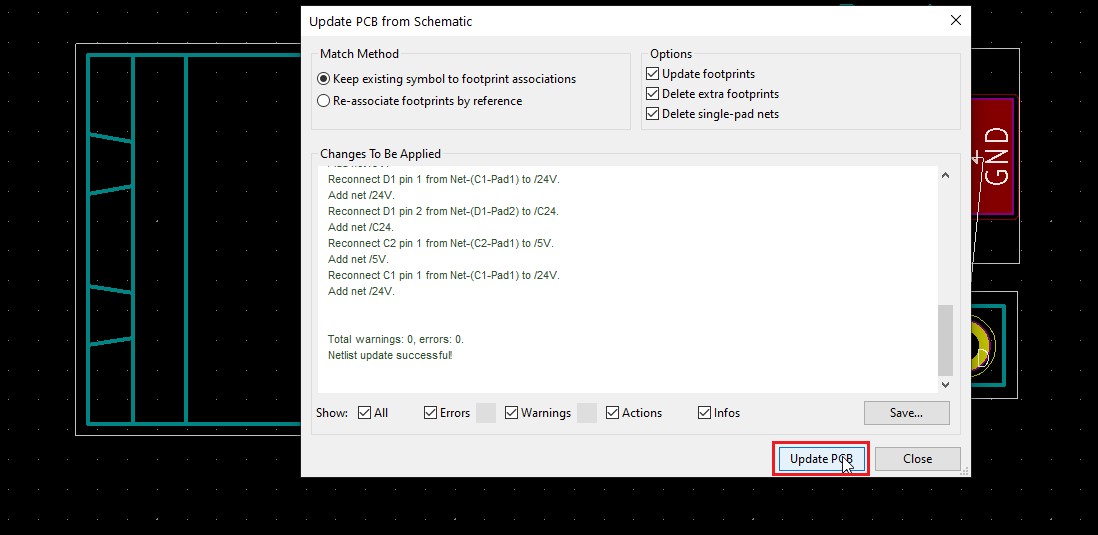 Update PCB from Schematic
Match Method
Keep existing symbol to footprint associations
Re-associate footprints by reference
Options
Update footprints
Delete extra footprints
Delete single-pad nets
Changes To Be Applied
Reconnect D1 pin 1 from Net-(C1-Pad1) to /24V.
Add net /24V.
Reconnect D1 pin 2 from Net-(D1-Pad2) to /C24.
Add net /C24.
Reconnect C2 pin 1 from Net-(C2-Pad1) to /5V.
Add net /5V.
Reconnect C1 pin 1 from Net-(C1-Pad1) to /24V.
Add net /24V.
Total warnings: 0, errors: 0.
Netlist update successful!
Show: All Errors Warnings Actions Infos Save...
Update PCB Close
4
GND
D